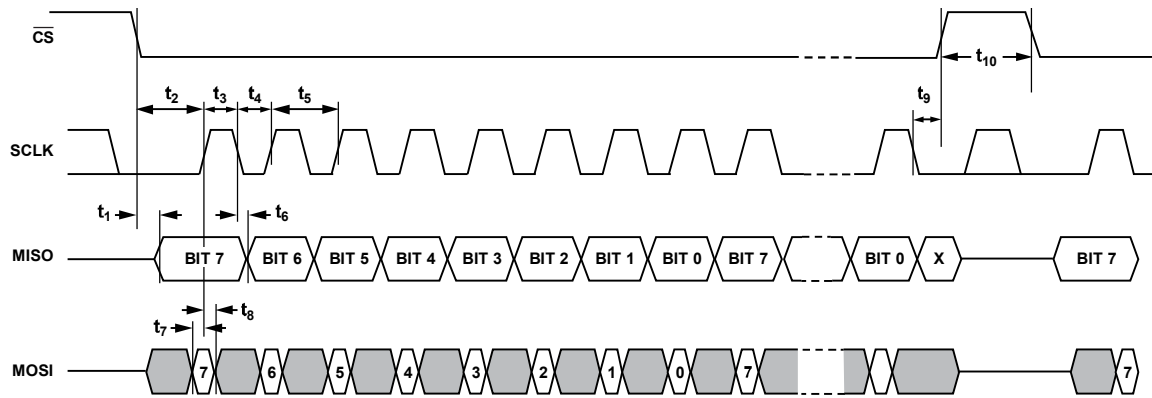 CS
t10
t2 t3 t4 t5
t9
SCLK
t1
t6
MISO BIT 7 BIT 6 BIT 5 BIT 4 BIT 3 BIT 2 BIT 1 BIT 0 BIT 7 BIT 0 X BIT 7
t7
t8
MOSI 7 6 5 4 3 2 1 0 7 7